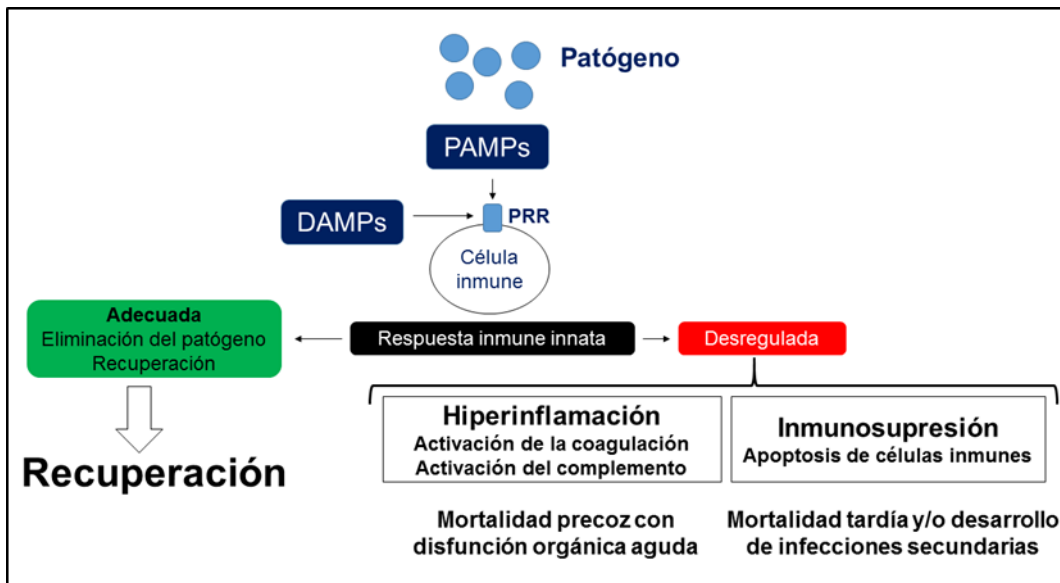 Patógeno
PAMPs
DAMPs
PRR
Célula
inmune
Adecuada
Eliminación del patógeno
Recuperación
Respuesta inmune innata
Desregulada
Recuperación
Hiperinflamación
Activación de la coagulación
Activación del complemento
Inmunosupresión
Apoptosis de células inmunes
Mortalidad precoz con
disfunción orgánica aguda
Mortalidad tardía y/o desarrollo
de infecciones secundarias